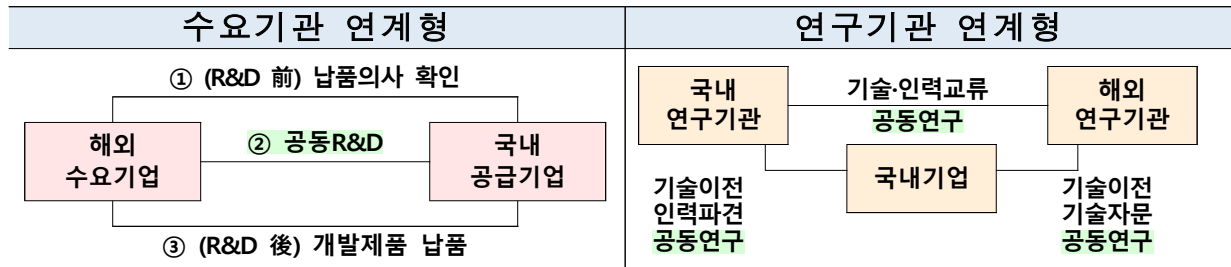 수요기관 연계형
① (R&D 前) 납품의사 확인
해외
수요기업
② 공동R&D
국내
공급기업
③ (R&D 後) 개발제품 납품
연구기관 연계형
국내
연구기관
기술·인력교류
공동연구
해외
연구기관
국내기업
기술이전
인력파견
공동연구
기술이전
기술자문
공동연구